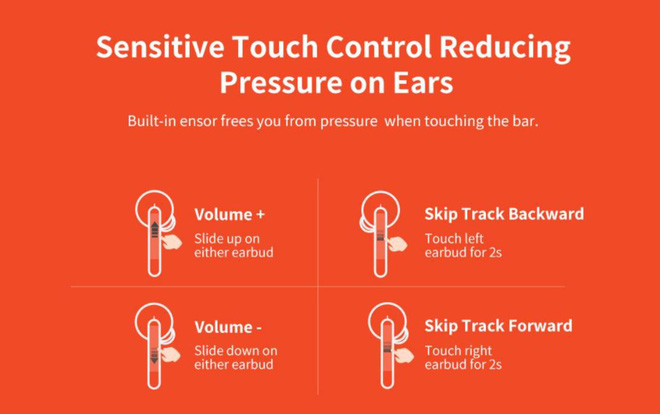 Sensitive Touch Control Reducing
Pressure on Ears
Built-in ensor frees you from pressure when touching the bar.
Volume +
Slide up on
either earbud
Skip Track Backward
Touch left
earbud for 2s
Volume -
Slide down on
either earbud
Skip Track Forward
Touch right
earbud for 2s